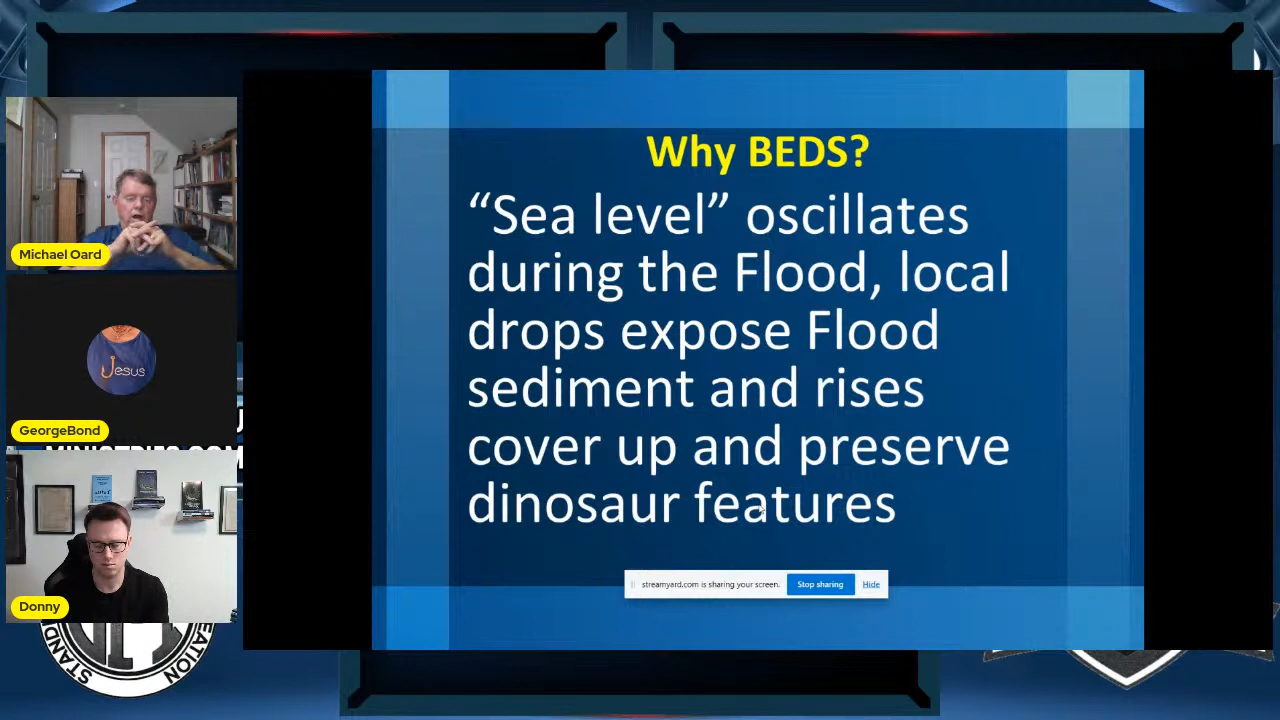 Why BEDS?
“Sea level” oscillates
during the Flood, local
drops expose Flood
sediment and rises
cover up and preserve
dinosaur features
streamyard.com is sharing your screen. Stop sharing Hide
Michael Oard
Jesus
GeorgeBond
Donny